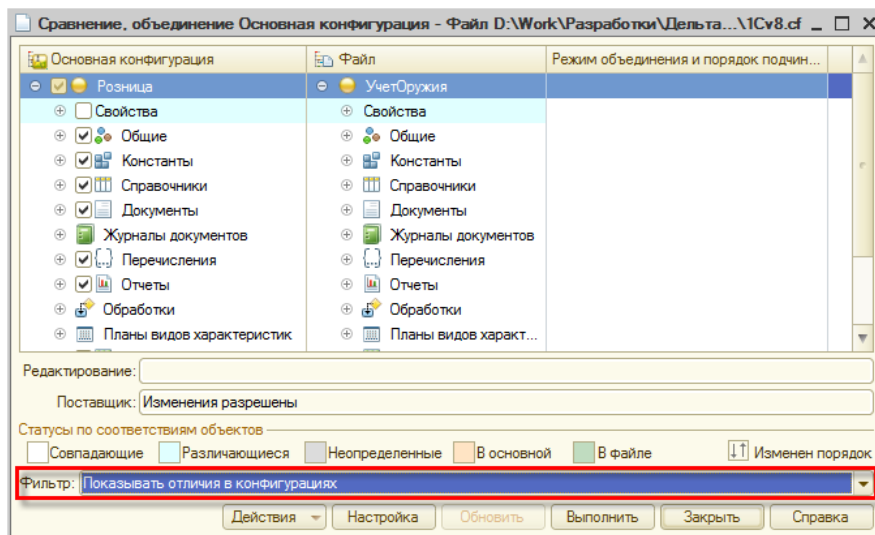 Сравнение, объединение Основная конфигурация - Файл D:\Work\Разработки\Дельта...\1Cv8.cf
Основная конфигурация Файл Режим объединения и порядок подчин...
Розница УчетОружия
Свойства Свойства
Общие Общие
Константы Константы
Справочники Справочники
Документы Документы
Журналы документов Журналы документов
Перечисления Перечисления
Отчеты Отчеты
Обработки Обработки
Планы видов характеристик Планы видов характ...
Редактирование:
Поставщик: Изменения разрешены
Статусы по соответствиям объектов
Совпадающие Различающиеся Неопределенные В основной В файле Изменен порядок
Фильтр: Показывать отличия в конфигурациях
Действия Настройка Обновить Выполнить Закрыть Справка